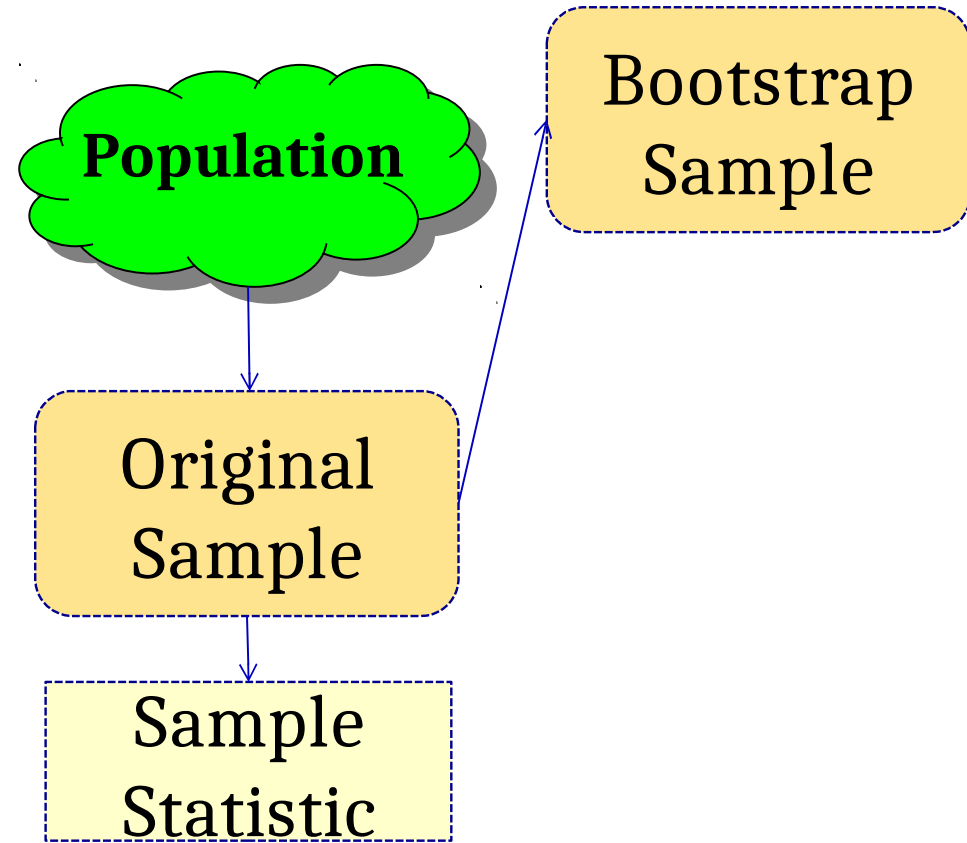 Population
Bootstrap
Sample
Original
Sample
Sample
Statistic